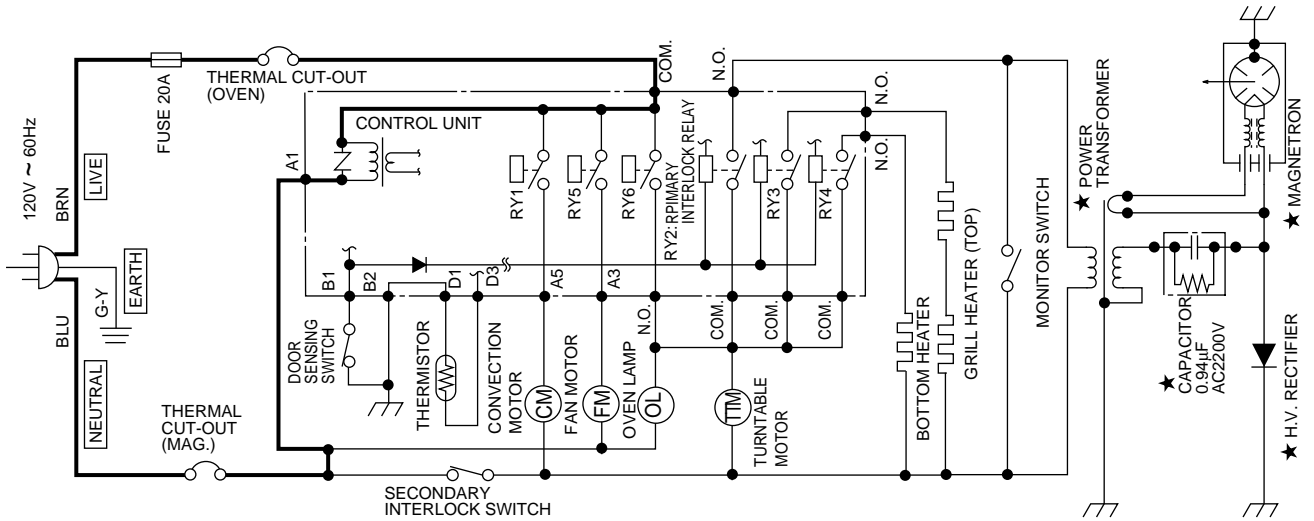 120V ~ 60Hz
BRN
LIVE
BLU
G-Y
EARTH
NEUTRAL
FUSE 20A
THERMAL CUT-OUT
(OVEN)
THERMAL
CUT-OUT
(MAG.)
A1
CONTROL UNIT
COM.
N.O.
N.O.
N.O.
RY1
RY5
RY6
RY2: RPIMARY
INTERLOCK RELAY
RY3
RY4
B1
B2
D1
D3
A5
A3
N.O.
COM.
COM.
COM.
DOOR
SENSING
SWITCH
THERMISTOR
CONVECTION
MOTOR
CM
FAN MOTOR
FM
OVEN LAMP
OL
TURNTABLE
MOTOR
TTM
SECONDARY
INTERLOCK SWITCH
BOTTOM HEATER
GRILL HEATER (TOP)
MONITOR SWITCH
★ POWER
TRANSFORMER
★ MAGNETRON
★ CAPACITOR
0.94µF
AC2200V
★ H.V. RECTIFIER